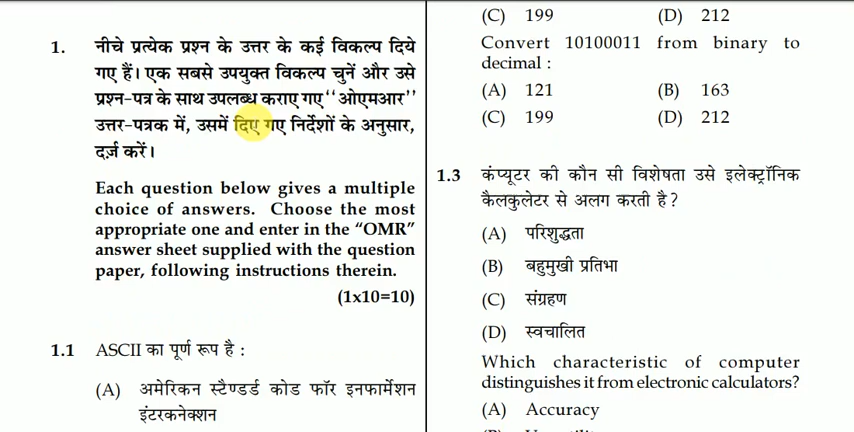 1. नीचे प्रत्येक प्रश्न के उत्तर के कई विकल्प दिये
गए हैं। एक सबसे उपयुक्त विकल्प चुनें और उसे
प्रश्न-पत्र के साथ उपलब्ध कराए गए ‘‘ओएमआर’’
उत्तर-पत्रक में, उसमें दिए गए निर्देशों के अनुसार,
दर्ज़ करें।
Each question below gives a multiple
choice of answers. Choose the most
appropriate one and enter in the “OMR”
answer sheet supplied with the question
paper, following instructions therein.
(1x10=10)
1.1 ASCII का पूर्ण रूप है :
(A) अमेरिकन स्टैण्डर्ड कोड फॉर इनफार्मेशन
इंटरकनेक्शन
(C) 199 (D) 212
Convert 10100011 from binary to
decimal :
(A) 121 (B) 163
(C) 199 (D) 212
1.3 कंप्यूटर की कौन सी विशेषता उसे इलेक्ट्रॉनिक
कैलकुलेटर से अलग करती है?
(A) परिशुद्धता
(B) बहुमुखी प्रतिभा
(C) संग्रहण
(D) स्वचालित
Which characteristic of computer
distinguishes it from electronic calculators?
(A) Accuracy